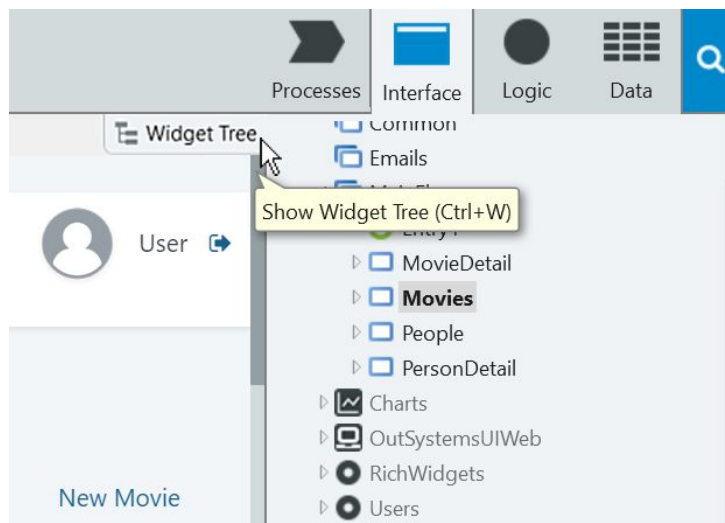 Processes
Interface
Logic
Data
Widget Tree
Common
Emails
Show Widget Tree (Ctrl+W)
User
MovieDetail
Movies
People
PersonDetail
Charts
OutSystemsUIWeb
RichWidgets
New Movie
Users